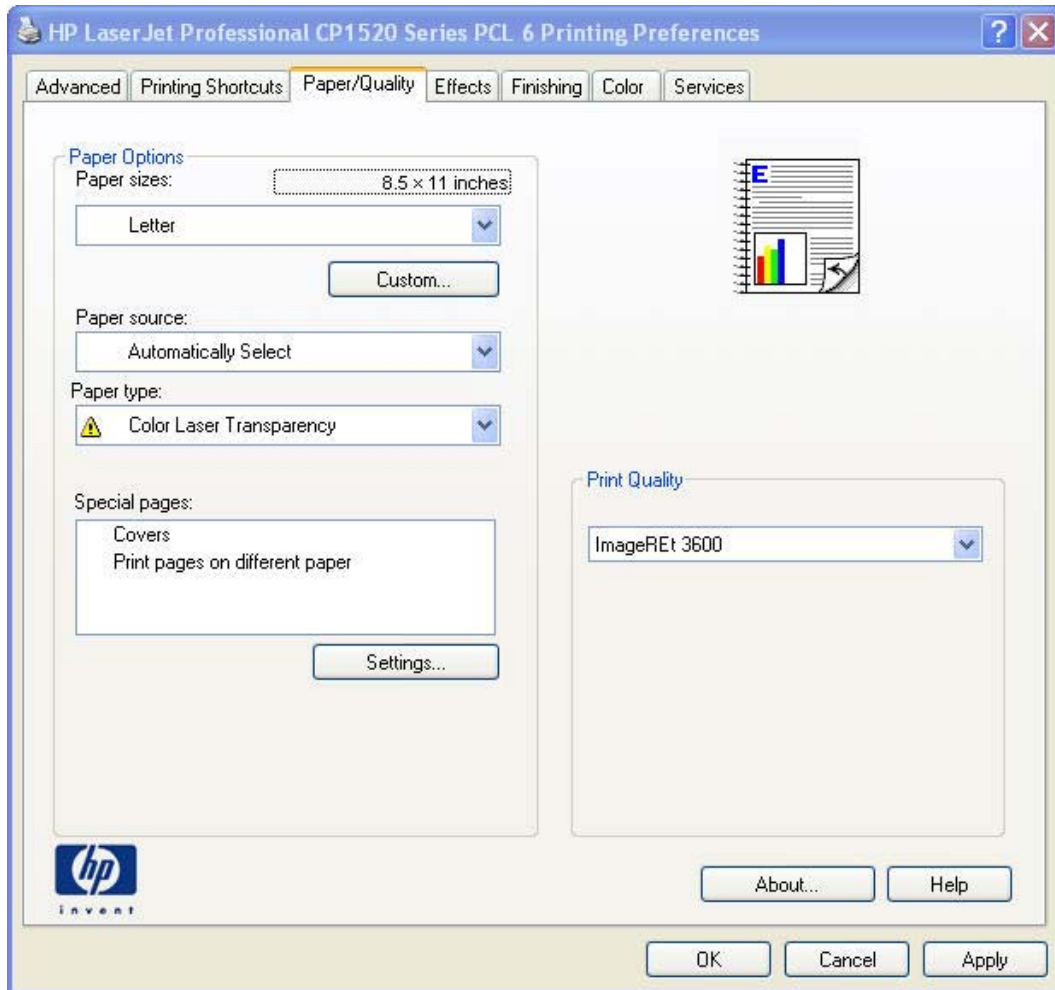 HP LaserJet Professional CP1520 Series PCL 6 Printing Preferences
Advanced Printing Shortcuts Paper/Quality Effects Finishing Color Services
Paper Options
Paper sizes: 8.5 × 11 inches
Letter
Custom...
Paper source:
Automatically Select
Paper type:
Color Laser Transparency
Special pages:
Covers
Print pages on different paper
Settings...
E
Print Quality
ImageREt 3600
hp
invent
About... Help
OK Cancel Apply